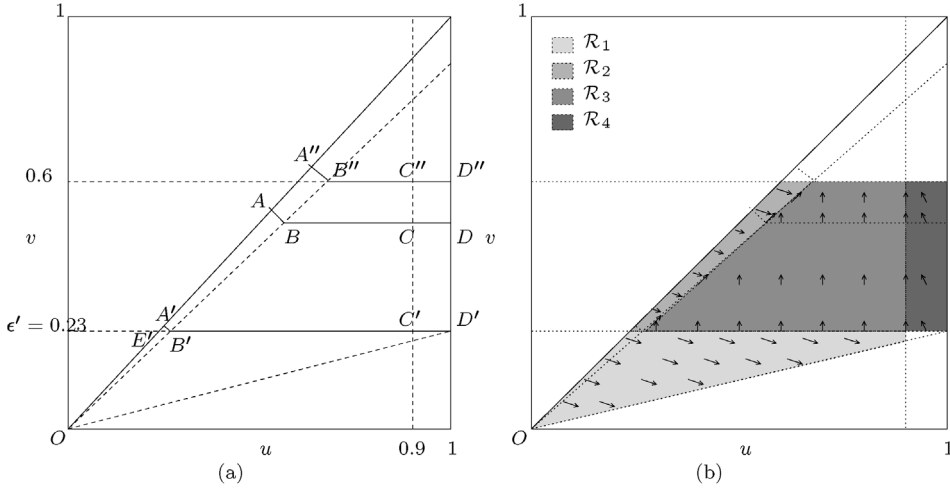 1
A″
B″
C″
D″
0.6
A
B
C
D
v
A′
C′
D′
ϵ′ = 0.23
E′
B′
O
u
0.9
1
(a)
1
R₁
R₂
R₃
R₄
v
O
u
1
(b)